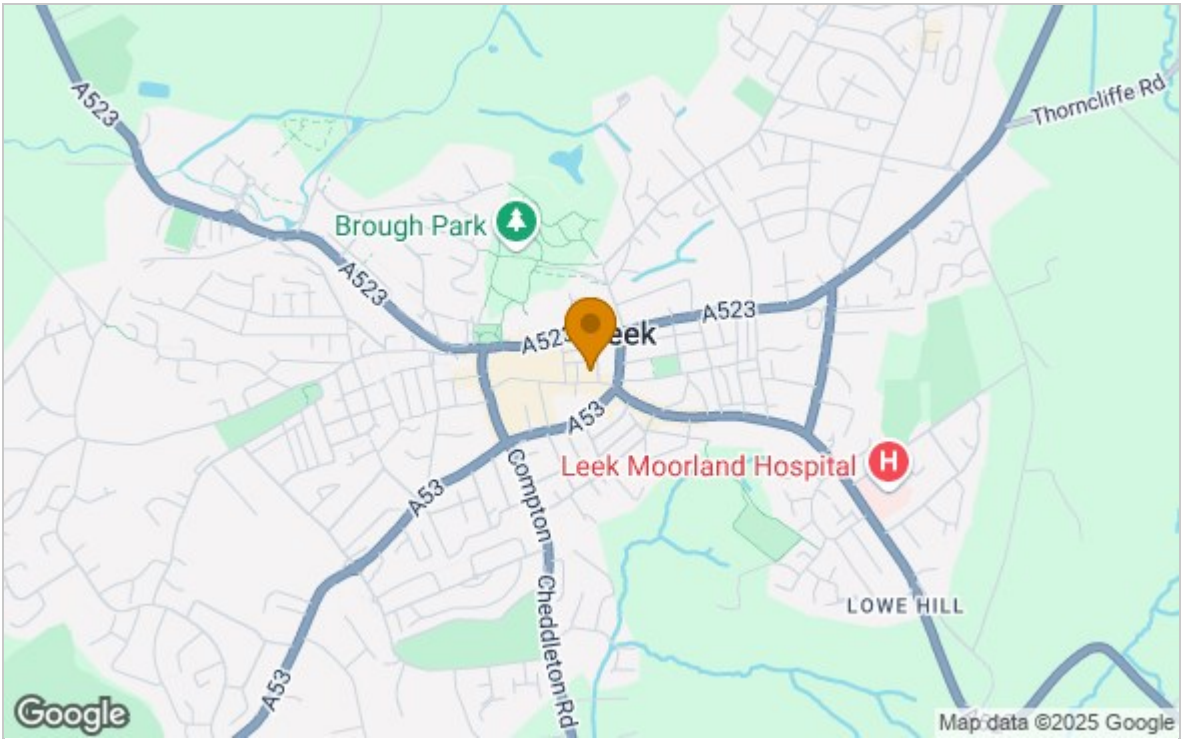 A523
Thorncliffe Rd
Brough Park
A523
A523
A523
eek
A53
Leek Moorland Hospital
H
Compton
A53
LOWE HILL
Cheddleton Rd
A53
Google
Map data ©2025 Google